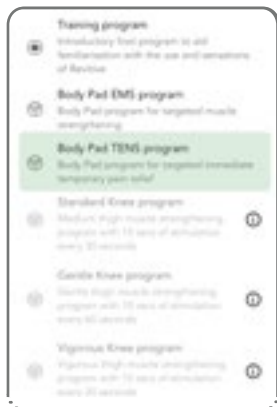 Training program
Introductory foot program to aid
familiarisation with the use and sensations
of Revitive
Body Pad EMS program
Body Pad program for targeted muscle
strengthening
Body Pad TENS program
Body Pad program for targeted immediate
temporary pain relief
Standard Knee program
Medium thigh muscle strengthening
program with 10 secs of stimulation
every 30 seconds
Gentle Knee program
Gentle thigh muscle strengthening
program with 10 secs of stimulation
every 60 seconds
Vigorous Knee program
Vigorous thigh muscle strengthening
program with 10 secs of stimulation
every 60 seconds